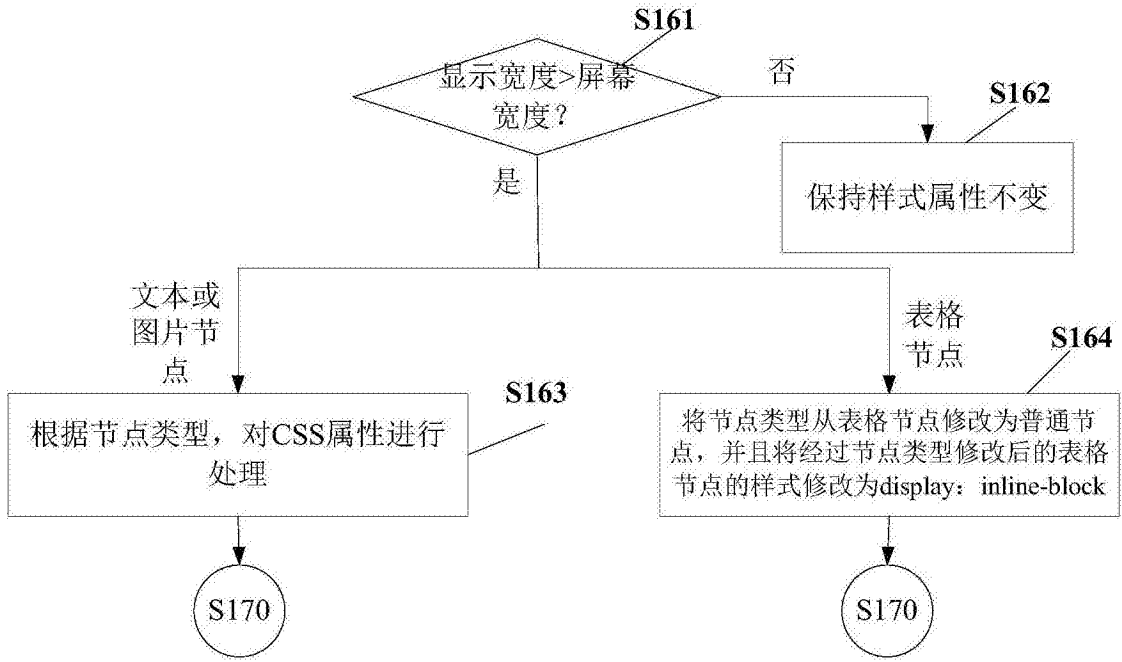 S161
显示宽度>屏幕
宽度?
否
S162
保持样式属性不变
是
文本或
图片节
点
表格
节点
S163
S164
根据节点类型，对CSS属性进行
处理
将节点类型从表格节点修改为普通节
点，并且将经过节点类型修改后的表格
节点的样式修改为display：inline-block
S170
S170